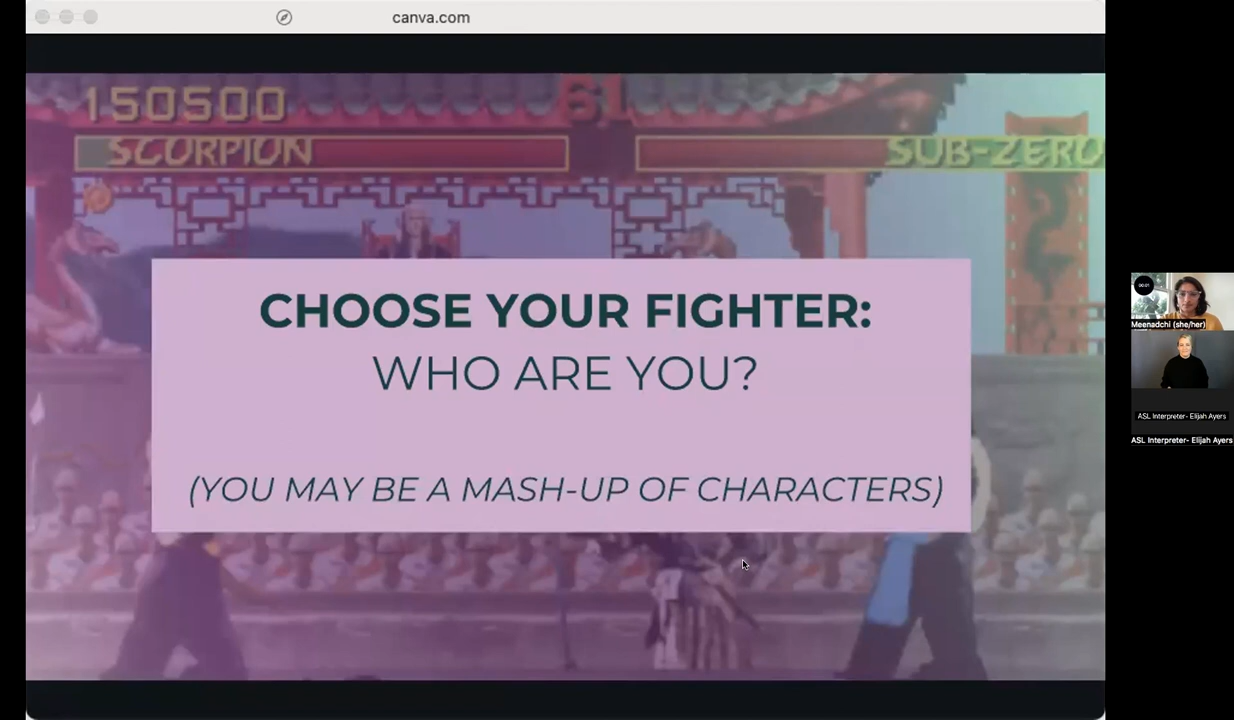 canva.com
150500
61
SCORPION
SUB-ZERO
CHOOSE YOUR FIGHTER:
WHO ARE YOU?
(YOU MAY BE A MASH-UP OF CHARACTERS)
Meenadchi (she/her)
ASL Interpreter- Elijah Ayers
ASL Interpreter- Elijah Ayers